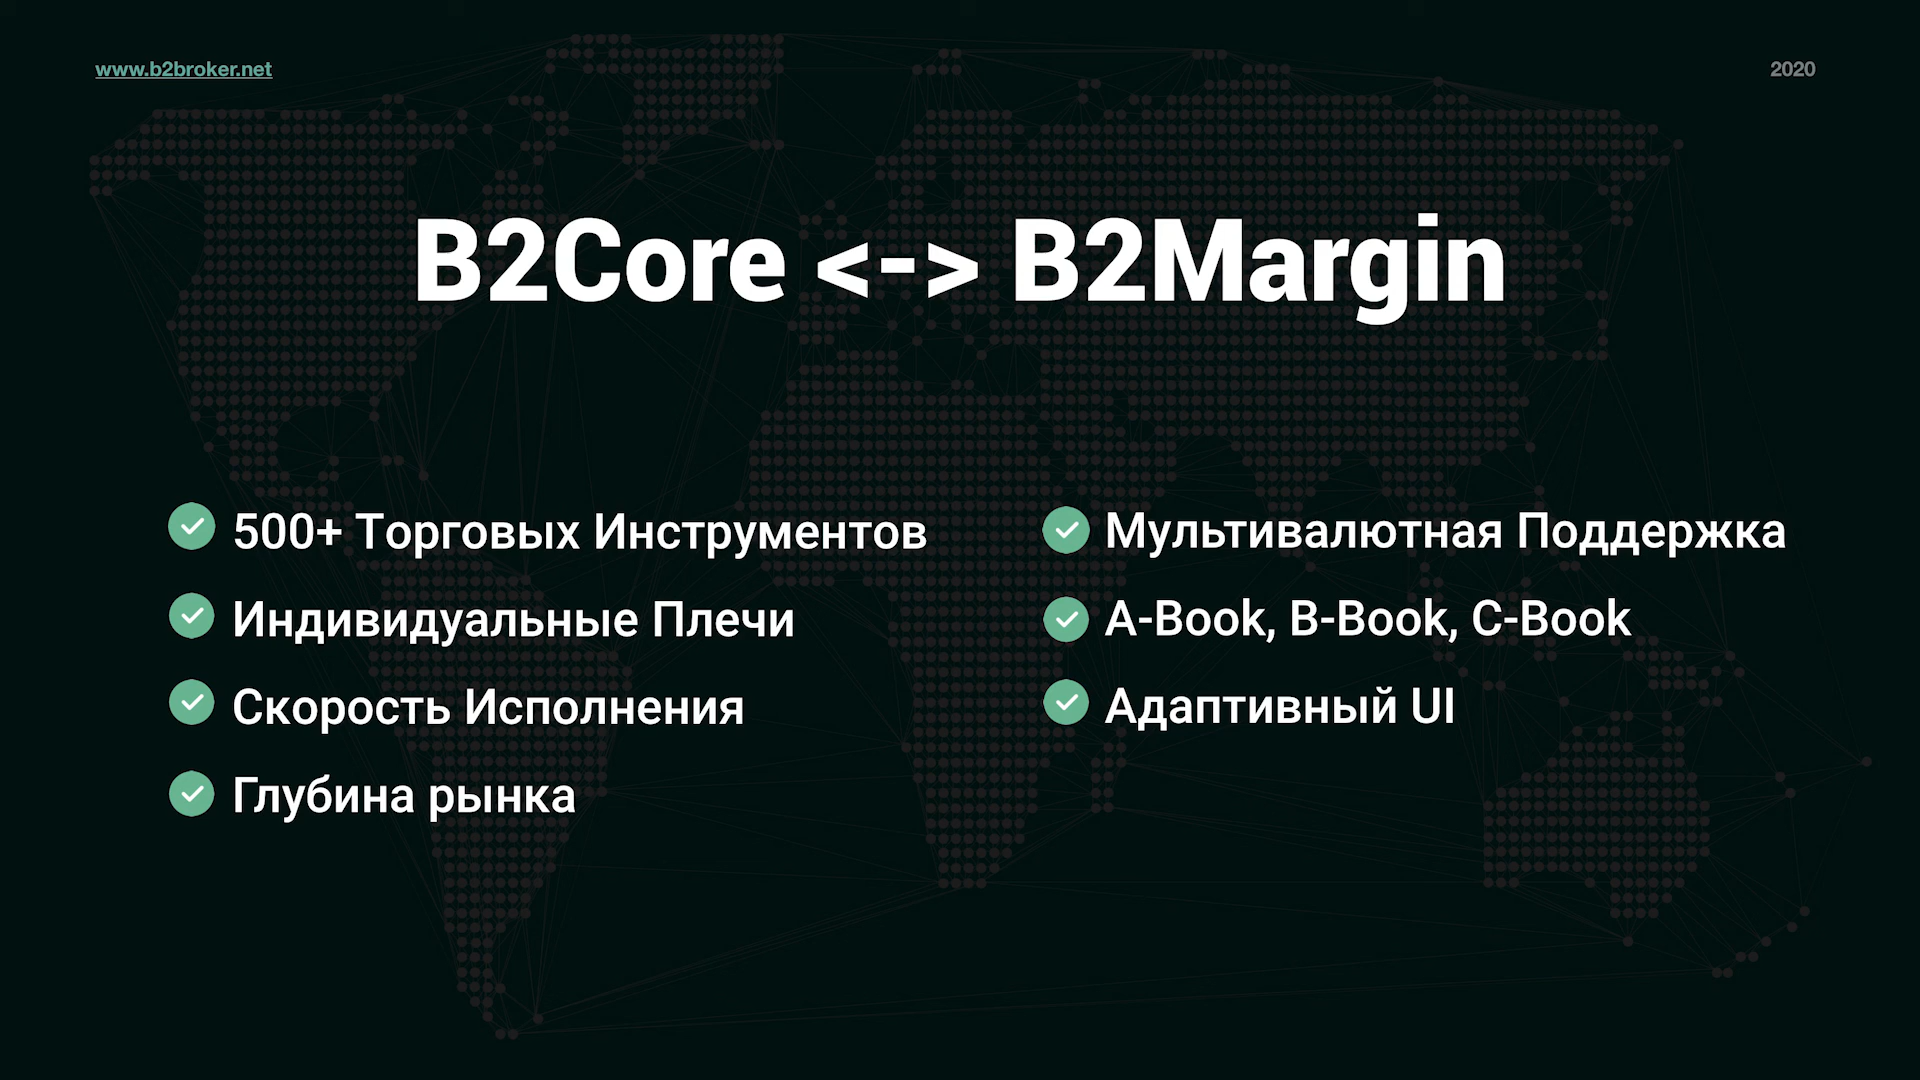 www.b2broker.net
2020
B2Core <-> B2Margin
500+ Торговых Инструментов
Индивидуальные Плечи
Скорость Исполнения
Глубина рынка
Мультивалютная Поддержка
A-Book, B-Book, C-Book
Адаптивный UI